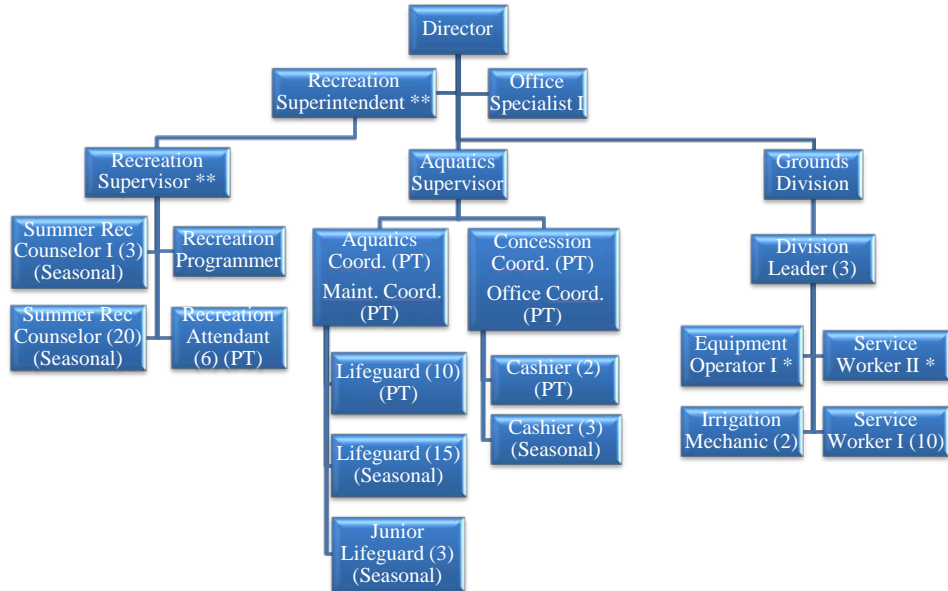 Director
Recreation
Superintendent **
Office
Specialist I
Recreation
Supervisor **
Aquatics
Supervisor
Grounds
Division
Summer Rec
Counselor I (3)
(Seasonal)
Recreation
Programmer
Summer Rec
Counselor (20)
(Seasonal)
Recreation
Attendant
(6) (PT)
Aquatics
Coord. (PT)
Maint. Coord.
(PT)
Concession
Coord. (PT)
Office Coord.
(PT)
Division
Leader (3)
Lifeguard (10)
(PT)
Lifeguard (15)
(Seasonal)
Junior
Lifeguard (3)
(Seasonal)
Cashier (2)
(PT)
Cashier (3)
(Seasonal)
Equipment
Operator I *
Service
Worker II *
Irrigation
Mechanic (2)
Service
Worker I (10)